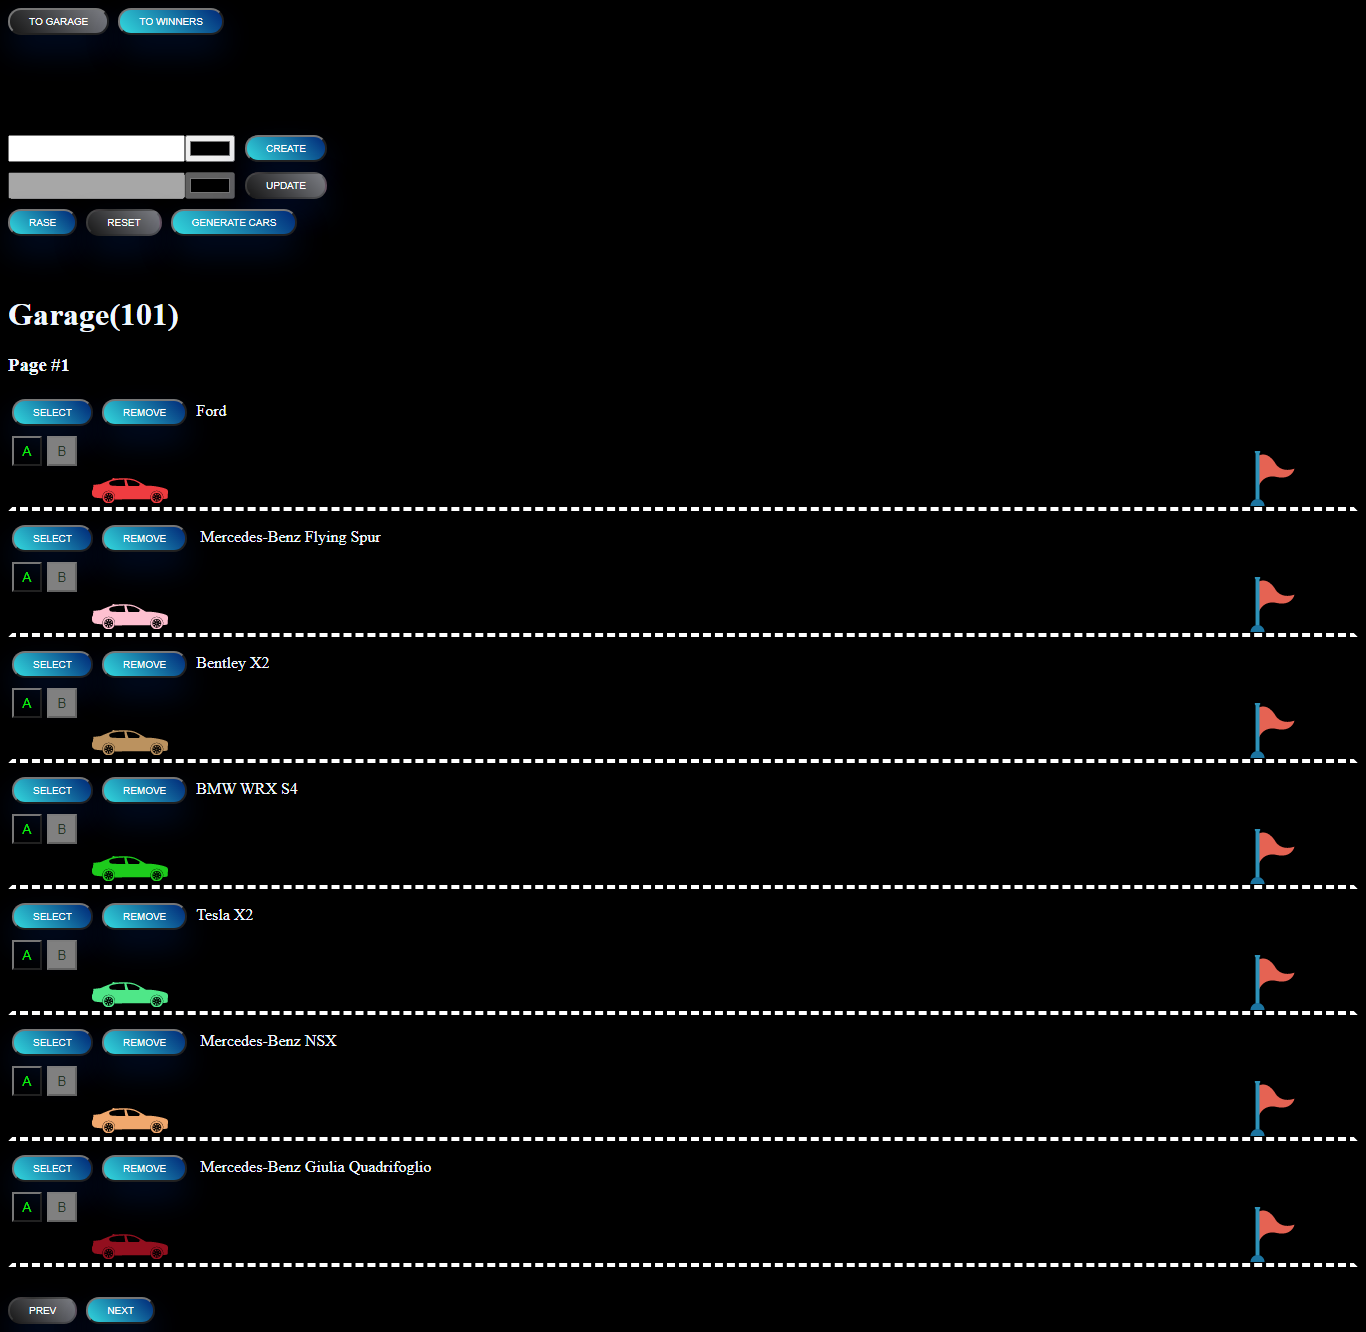 TO GARAGE TO WINNERS
CREATE
UPDATE
RASE RESET GENERATE CARS
Garage(101)
Page #1
SELECT REMOVE Ford
A B
SELECT REMOVE Mercedes-Benz Flying Spur
A B
SELECT REMOVE Bentley X2
A B
SELECT REMOVE BMW WRX S4
A B
SELECT REMOVE Tesla X2
A B
SELECT REMOVE Mercedes-Benz NSX
A B
SELECT REMOVE Mercedes-Benz Giulia Quadrifoglio
A B
PREV NEXT